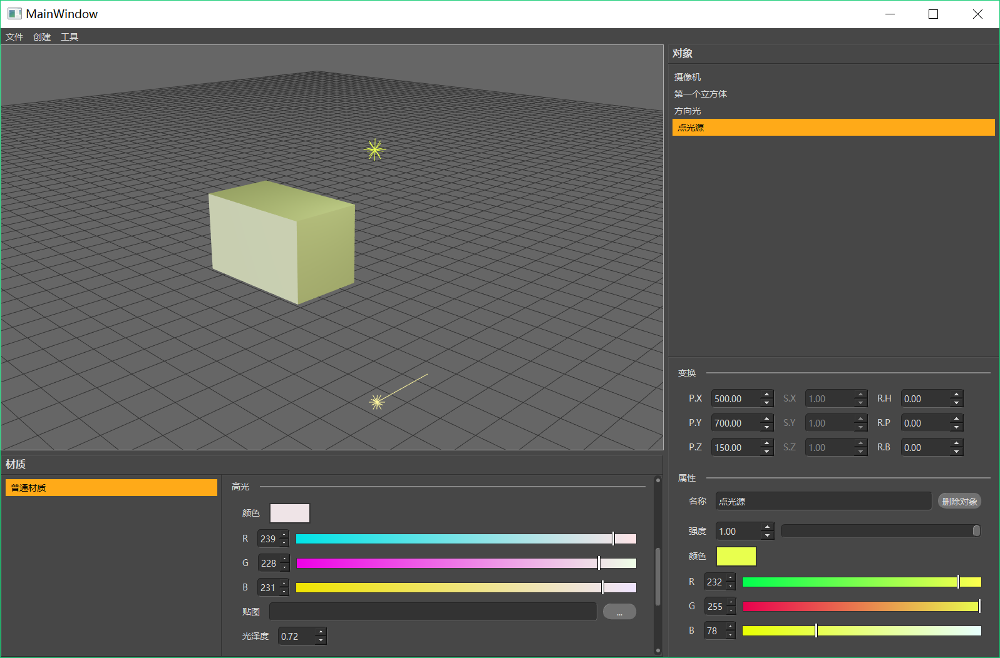 MainWindow
文件 创建 工具
对象
摄像机
第一个立方体
方向光
点光源
变换
P.X 500.00 S.X 1.00 R.H 0.00
P.Y 700.00 S.Y 1.00 R.P 0.00
P.Z 150.00 S.Z 1.00 R.B 0.00
属性
名称 点光源 删除对象
强度 1.00
颜色
R 232
G 255
B 78
材质
普通材质
高光
颜色
R 239
G 228
B 231
贴图 ...
光泽度 0.72